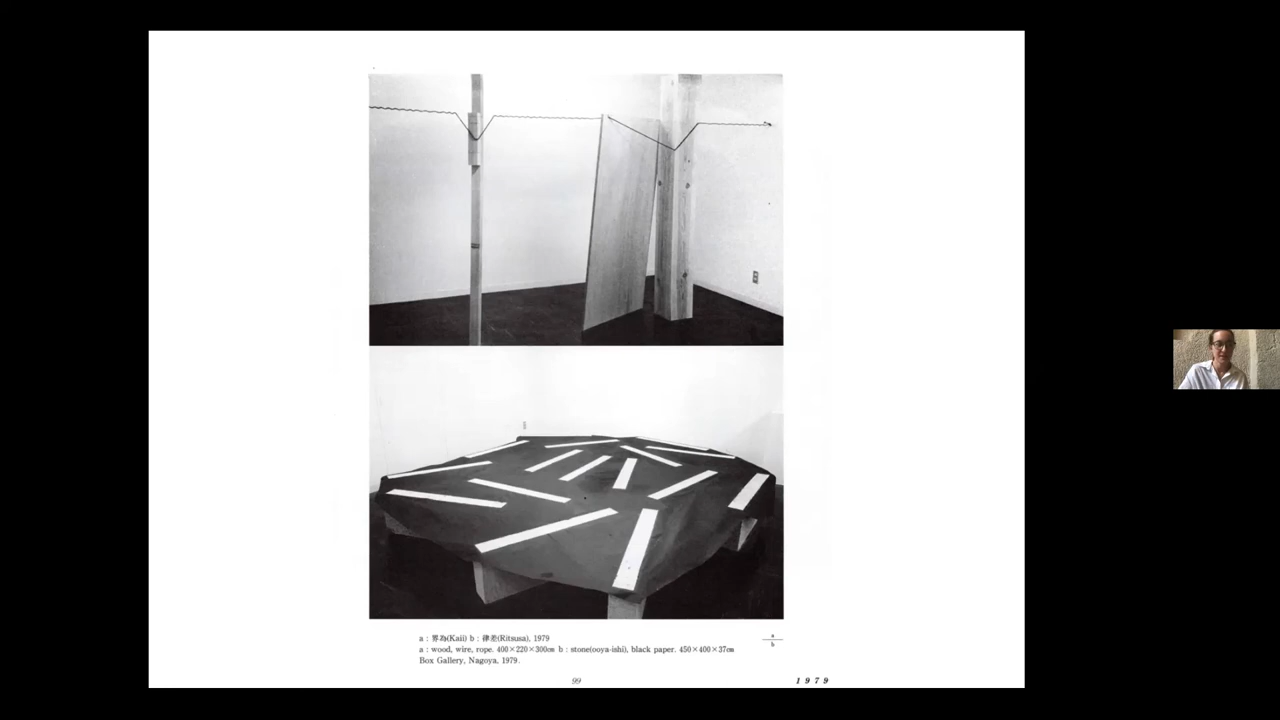 a : 界為(Kaii) b : 律差(Ritsusa), 1979
a : wood, wire, rope. 400×220×300㎝ b : stone(ooya-ishi), black paper. 450×400×37㎝
Box Gallery, Nagoya, 1979.
a
b
99
1979